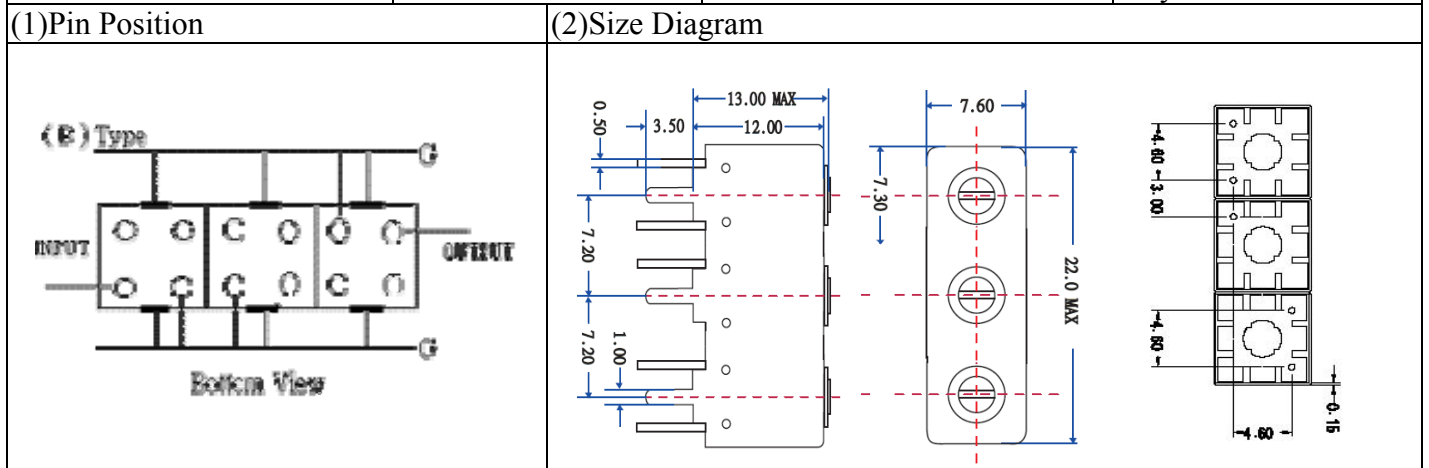 (1)Pin Position
(2)Size Diagram
(B)Type
G
INPUT
OUTPUT
G
Bottom View
13.00 MAX
3.50
12.00
0.50
7.20
7.20
1.00
7.60
7.30
22.0 MAX
4.60
3.00
4.60
4.60
0.15